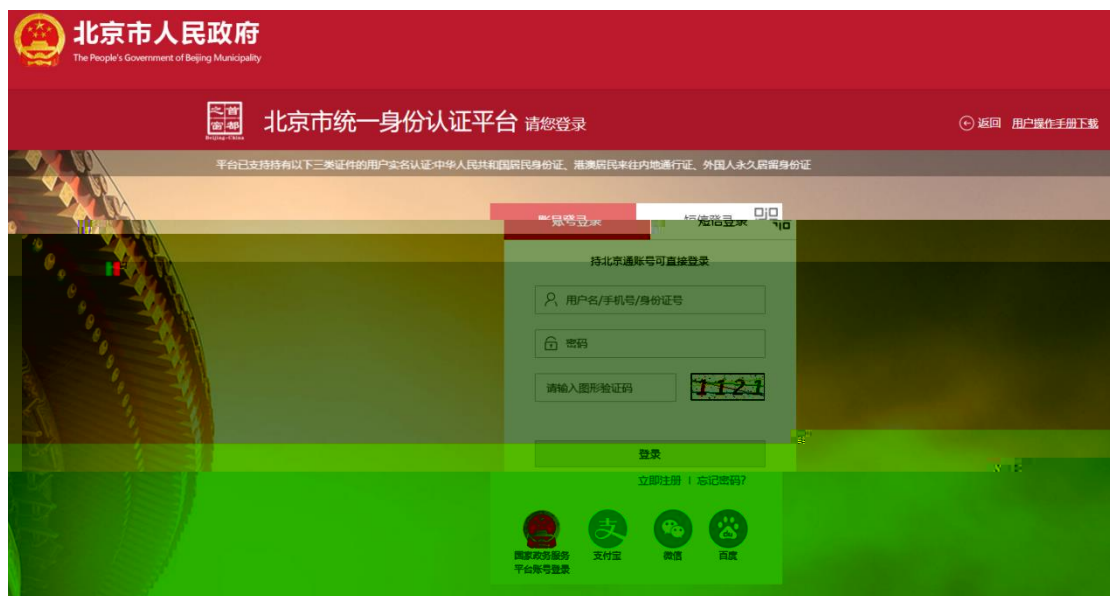 北京市人民政府
The People's Government of Beijing Municipality
首都之窗
Beijing-China
北京市统一身份认证平台 请您登录
返回 用户操作手册下载
平台已支持持有以下三类证件的用户实名认证:中华人民共和国居民身份证、港澳居民来往内地通行证、外国人永久居留身份证
账号登录 短信登录
持北京通账号可直接登录
用户名/手机号/身份证号
密码
请输入图形验证码 1121
登录
立即注册 | 忘记密码?
国家政务服务平台账号登录 支付宝 微信 百度